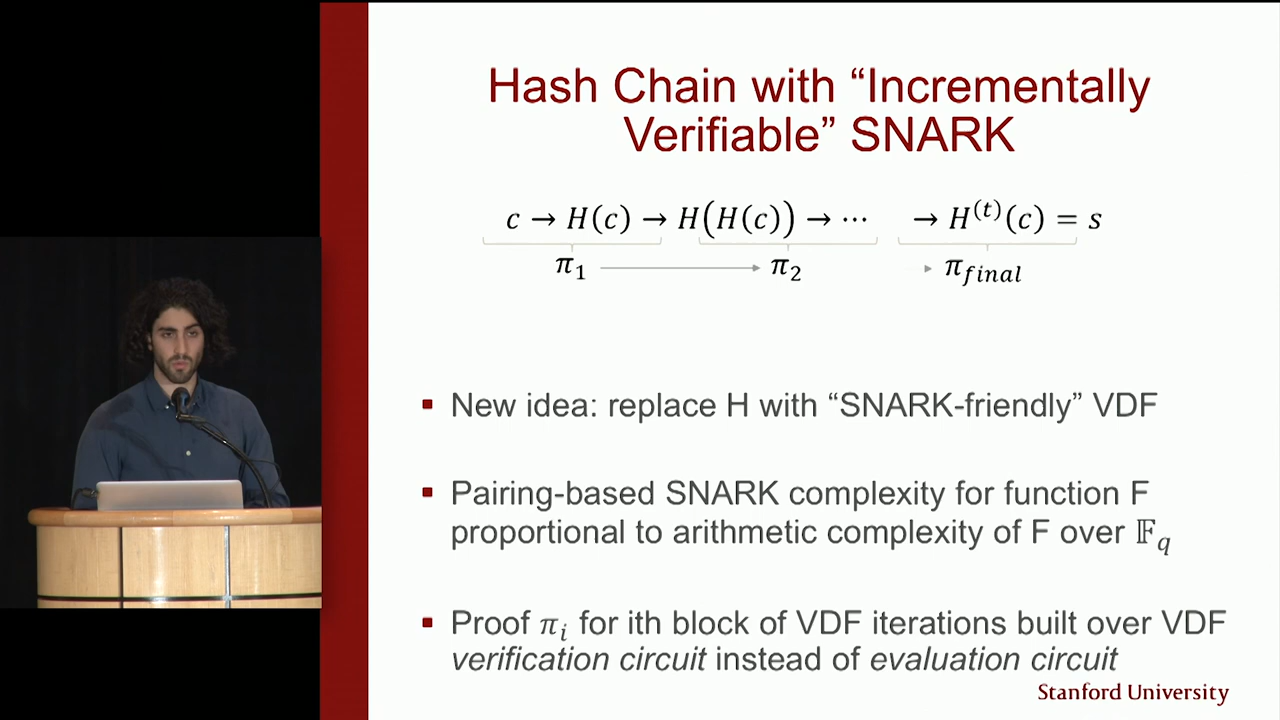 Hash Chain with “Incrementally
Verifiable” SNARK
c → H(c) → H(H(c)) → ⋯ → H^(t)(c) = s
π₁ π₂ π_final
▪ New idea: replace H with “SNARK-friendly” VDF
▪ Pairing-based SNARK complexity for function F
proportional to arithmetic complexity of F over 𝔽_q
▪ Proof π_i for ith block of VDF iterations built over VDF
verification circuit instead of evaluation circuit
Stanford University